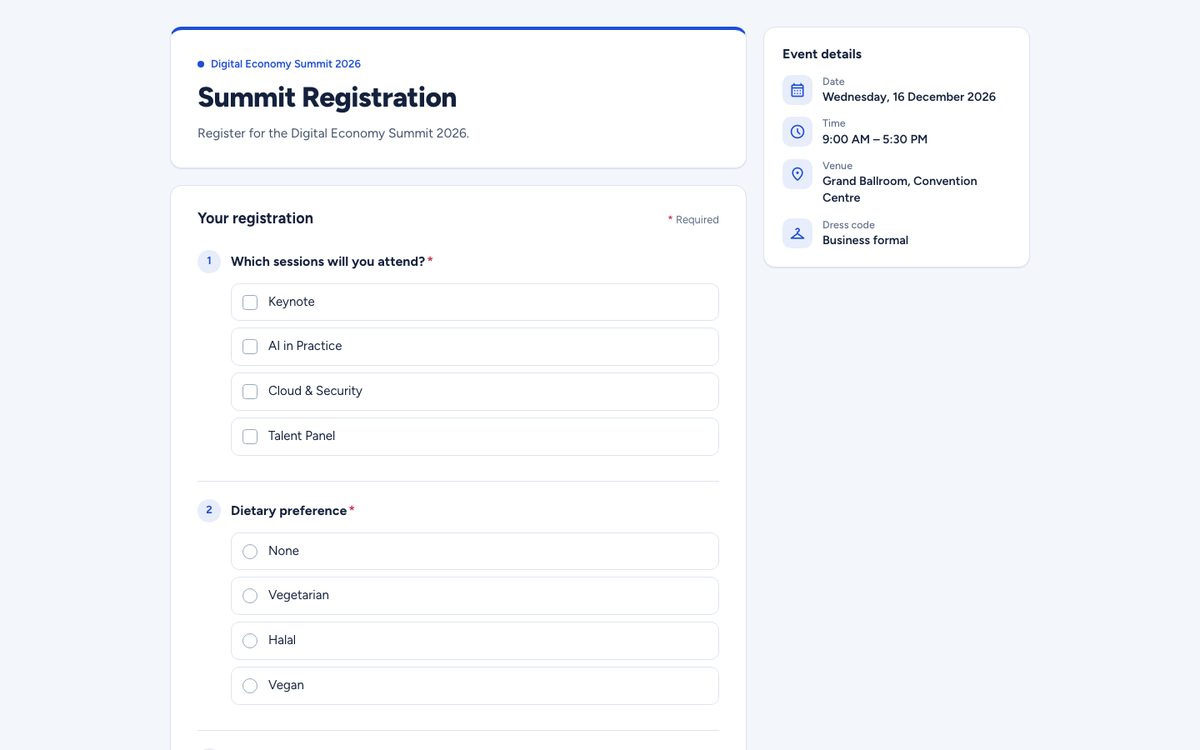 Digital Economy Summit 2026
Summit Registration
Register for the Digital Economy Summit 2026.
Your registration
* Required
1 Which sessions will you attend? *
Keynote
AI in Practice
Cloud & Security
Talent Panel
2 Dietary preference *
None
Vegetarian
Halal
Vegan
Event details
Date
Wednesday, 16 December 2026
Time
9:00 AM – 5:30 PM
Venue
Grand Ballroom, Convention
Centre
Dress code
Business formal